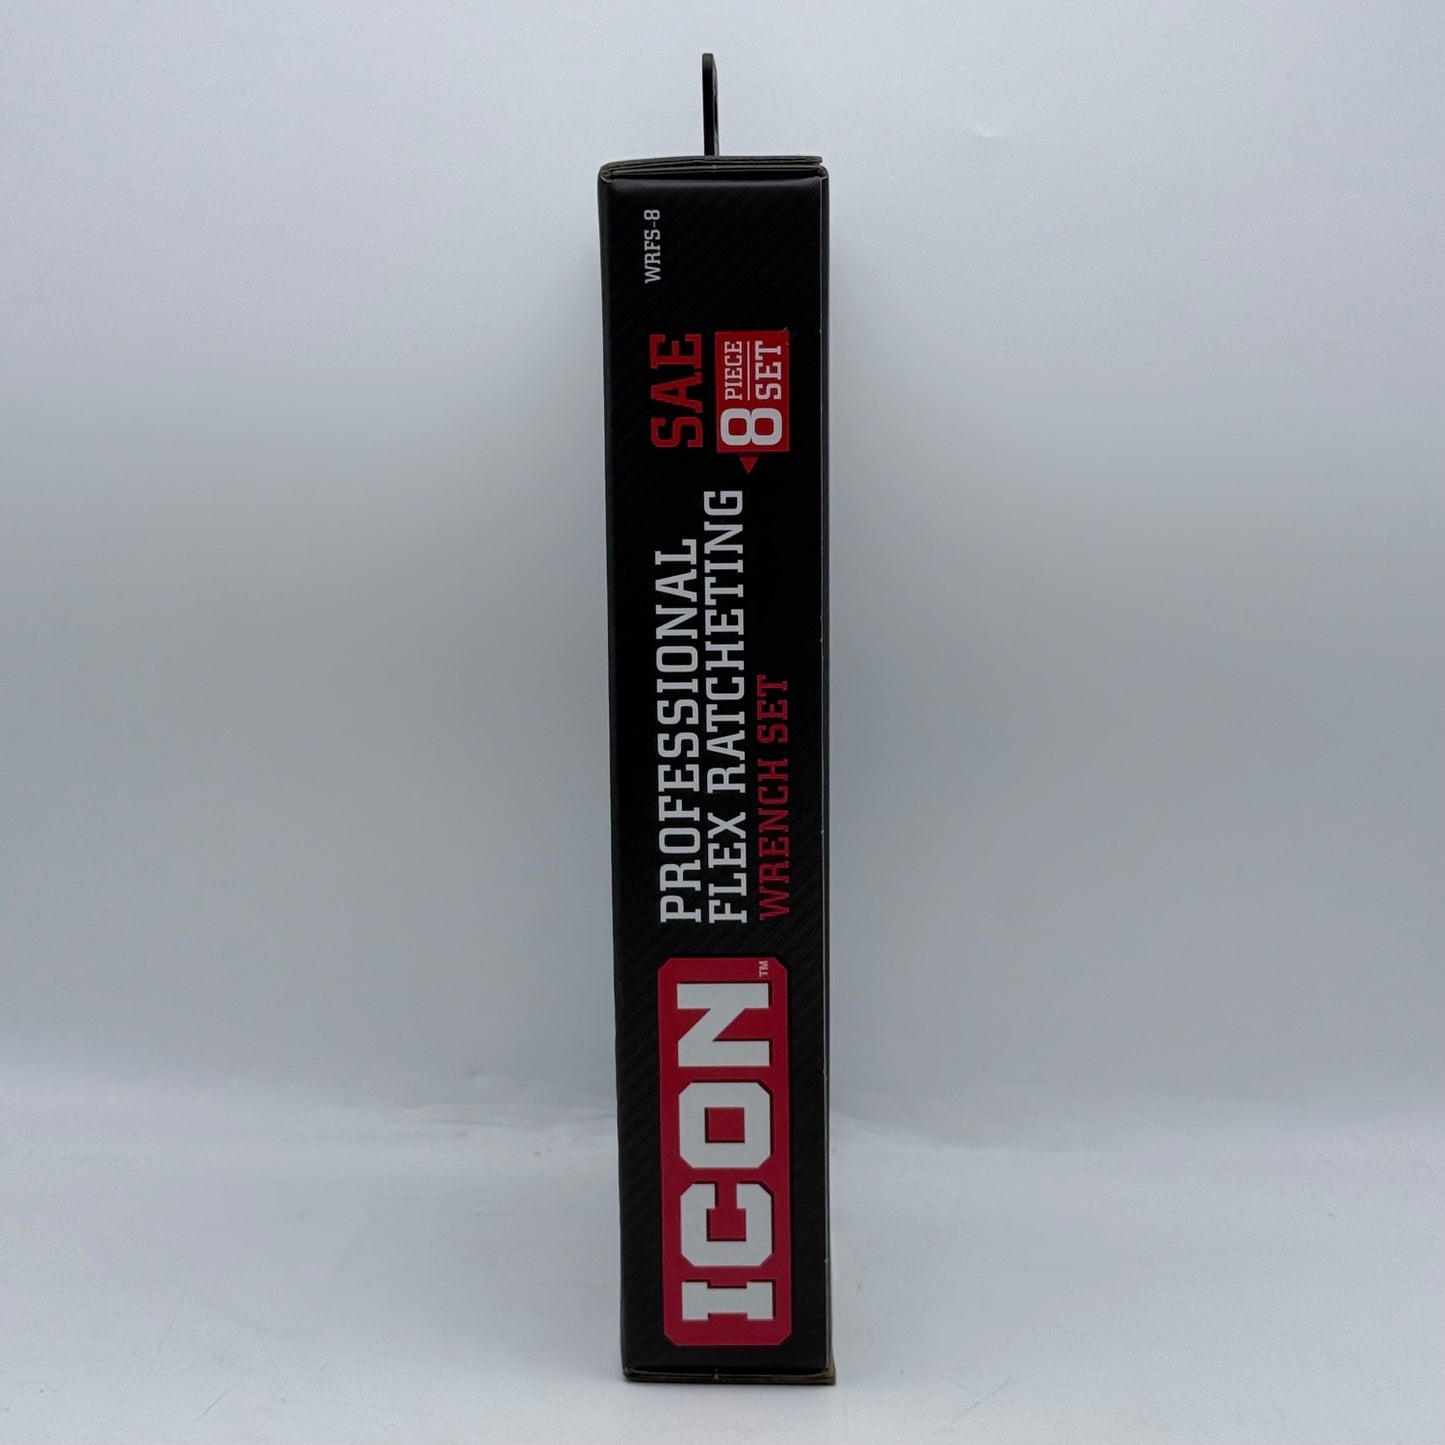 ICON™
PROFESSIONAL
FLEX RATCHETING
WRENCH SET
SAE
8 PIECE
SET
WRFS-8